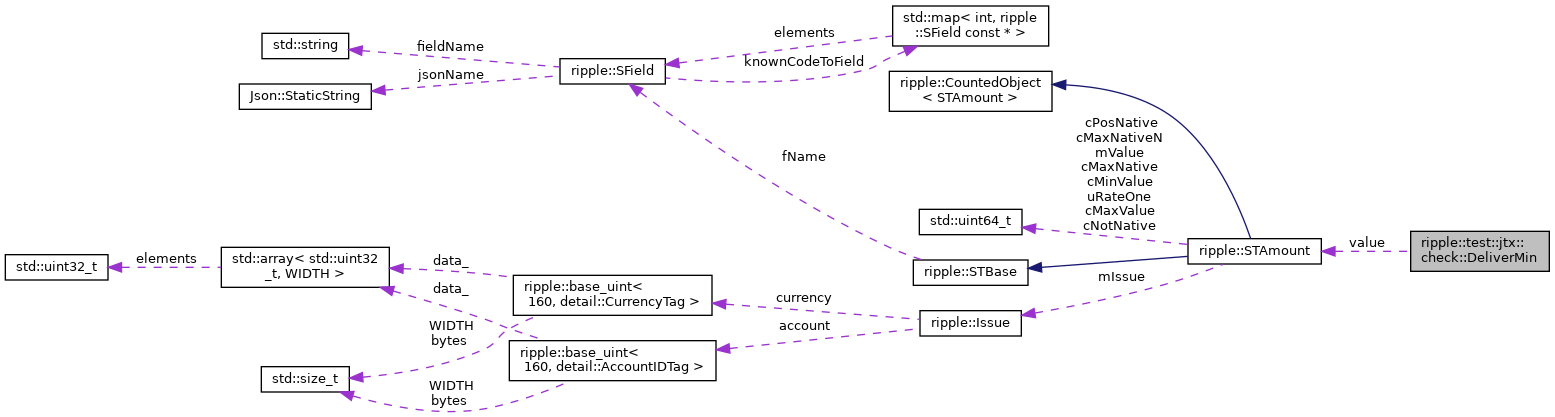 std::map< int, ripple
::SField const * >
elements
std::string
fieldName
knownCodeToField
ripple::SField
jsonName
Json::StaticString
ripple::CountedObject
< STAmount >
cPosNative
cMaxNativeN
mValue
cMaxNative
cMinValue
uRateOne
cMaxValue
cNotNative
fName
std::uint64_t
ripple::STAmount
value
ripple::test::jtx::
check::DeliverMin
std::uint32_t
elements
std::array< std::uint32
_t, WIDTH >
data_
data_
ripple::STBase
mIssue
ripple::base_uint<
160, detail::CurrencyTag >
currency
account
ripple::Issue
WIDTH
bytes
ripple::base_uint<
160, detail::AccountIDTag >
std::size_t
WIDTH
bytes